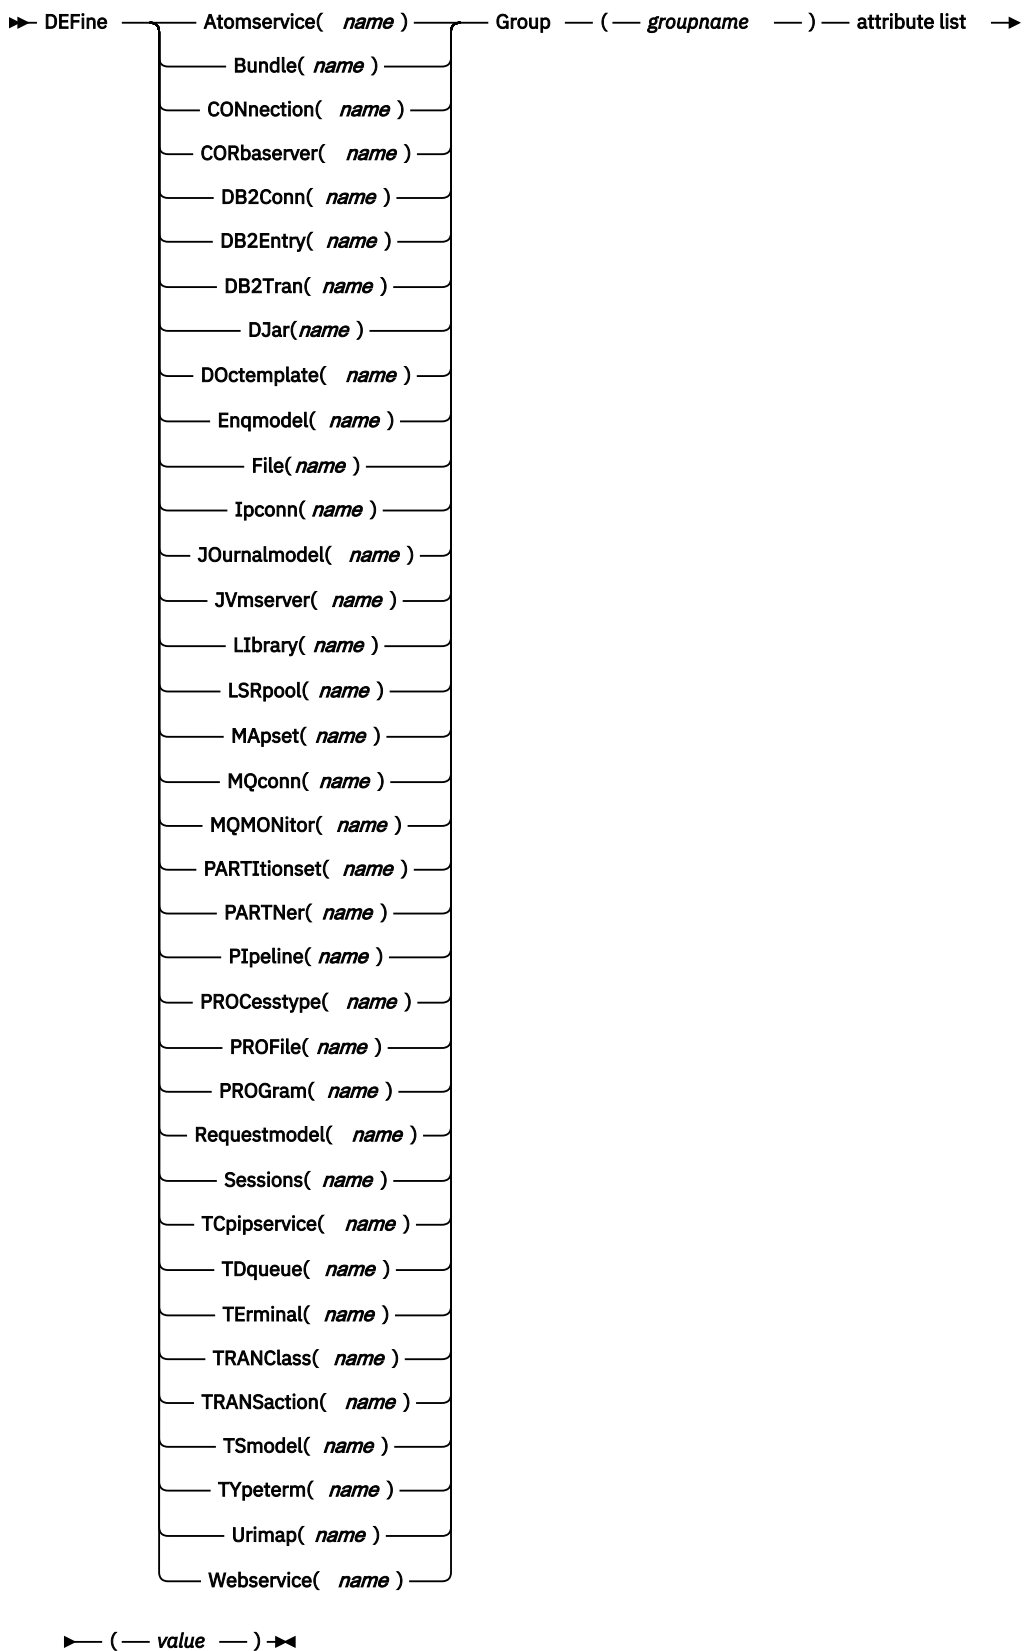 DEFine Atomservice( name ) Group ( groupname ) attribute list
Bundle( name )
CONnection( name )
CORbaserver( name )
DB2Conn( name )
DB2Entry( name )
DB2Tran( name )
DJar( name )
DOctemplate( name )
Enqmodel( name )
File( name )
Ipconn( name )
JOurnalmodel( name )
JVmserver( name )
LIbrary( name )
LSRpool( name )
MApset( name )
MQconn( name )
MQMONitor( name )
PARTItionset( name )
PARTNer( name )
PIpeline( name )
PROCesstype( name )
PROFile( name )
PROGram( name )
Requestmodel( name )
Sessions( name )
TCpipservice( name )
TDqueue( name )
TErminal( name )
TRANClass( name )
TRANSaction( name )
TSmodel( name )
TYpeterm( name )
Urimap( name )
Webservice( name )
( value )